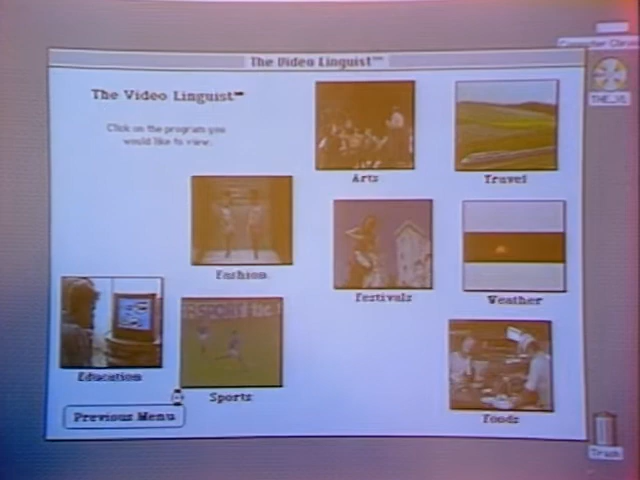 The Video Linguist™
The Video Linguist™
Click on the program you
would like to view.
Arts
Travel
Fashion
Festivals
Weather
Education
Sports
Foods
Previous Menu
Trash